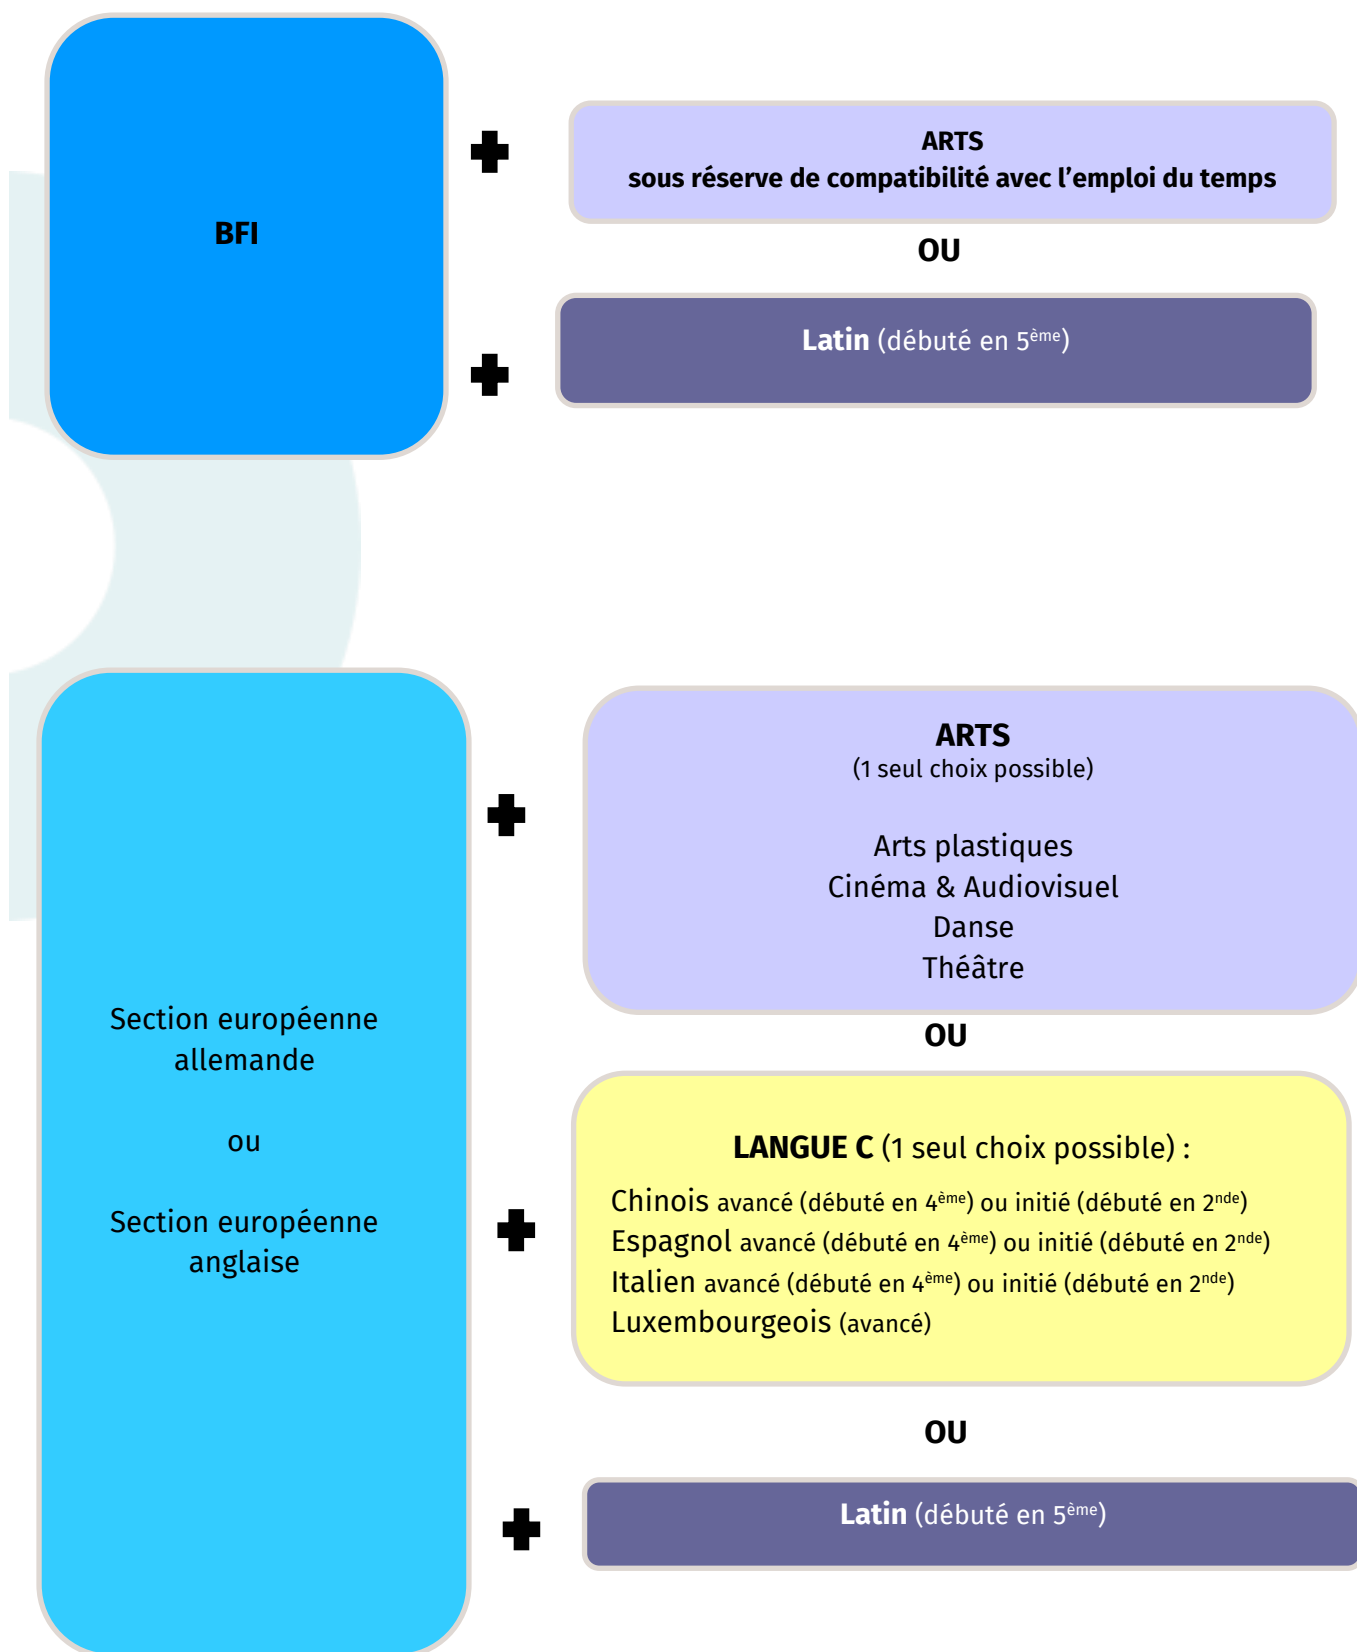 BFI
ARTS
sous réserve de compatibilité avec l’emploi du temps
OU
Latin (débuté en 5ème)
Section européenne
allemande
ou
Section européenne
anglaise
ARTS
(1 seul choix possible)
Arts plastiques
Cinéma & Audiovisuel
Danse
Théâtre
OU
LANGUE C (1 seul choix possible) :
Chinois avancé (débuté en 4ème) ou initié (débuté en 2nde)
Espagnol avancé (débuté en 4ème) ou initié (débuté en 2nde)
Italien avancé (débuté en 4ème) ou initié (débuté en 2nde)
Luxembourgeois (avancé)
OU
Latin (débuté en 5ème)